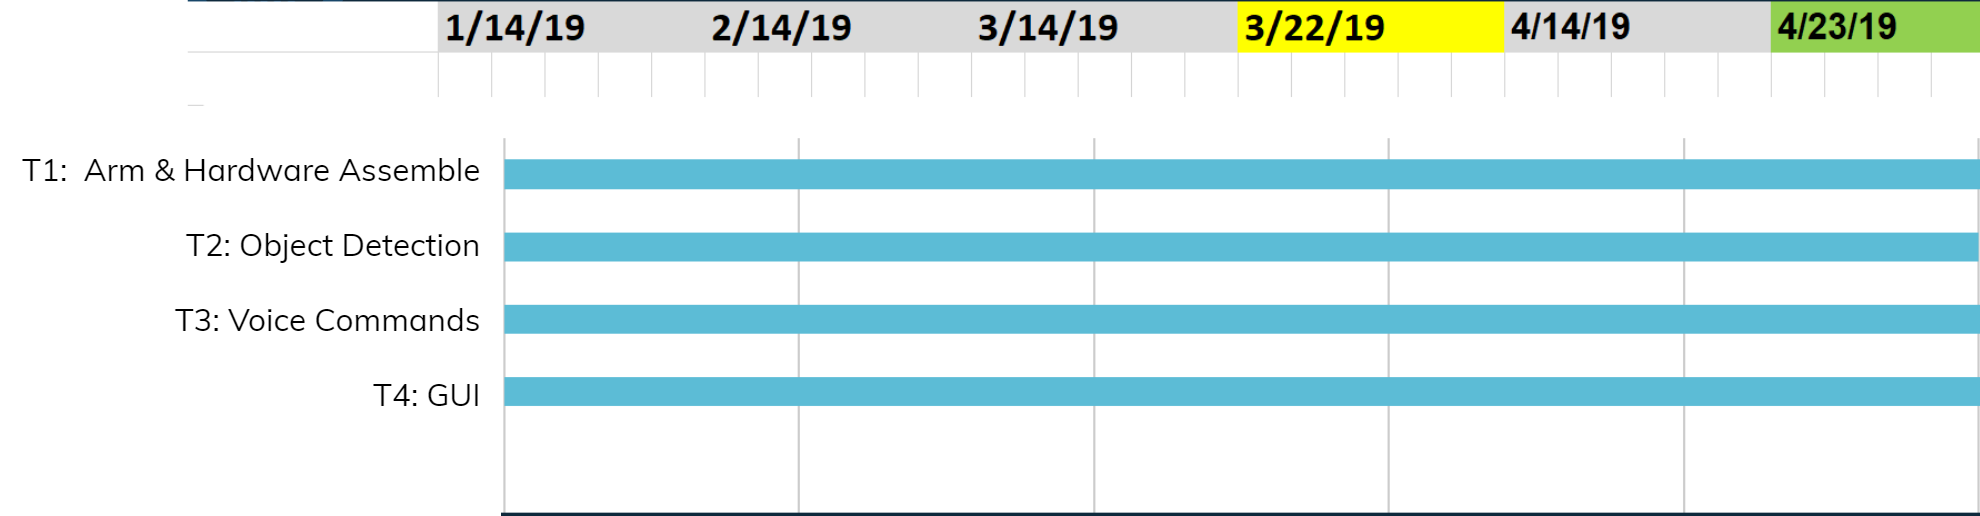 1/14/19 2/14/19 3/14/19 3/22/19 4/14/19 4/23/19
T1: Arm & Hardware Assemble
T2: Object Detection
T3: Voice Commands
T4: GUI